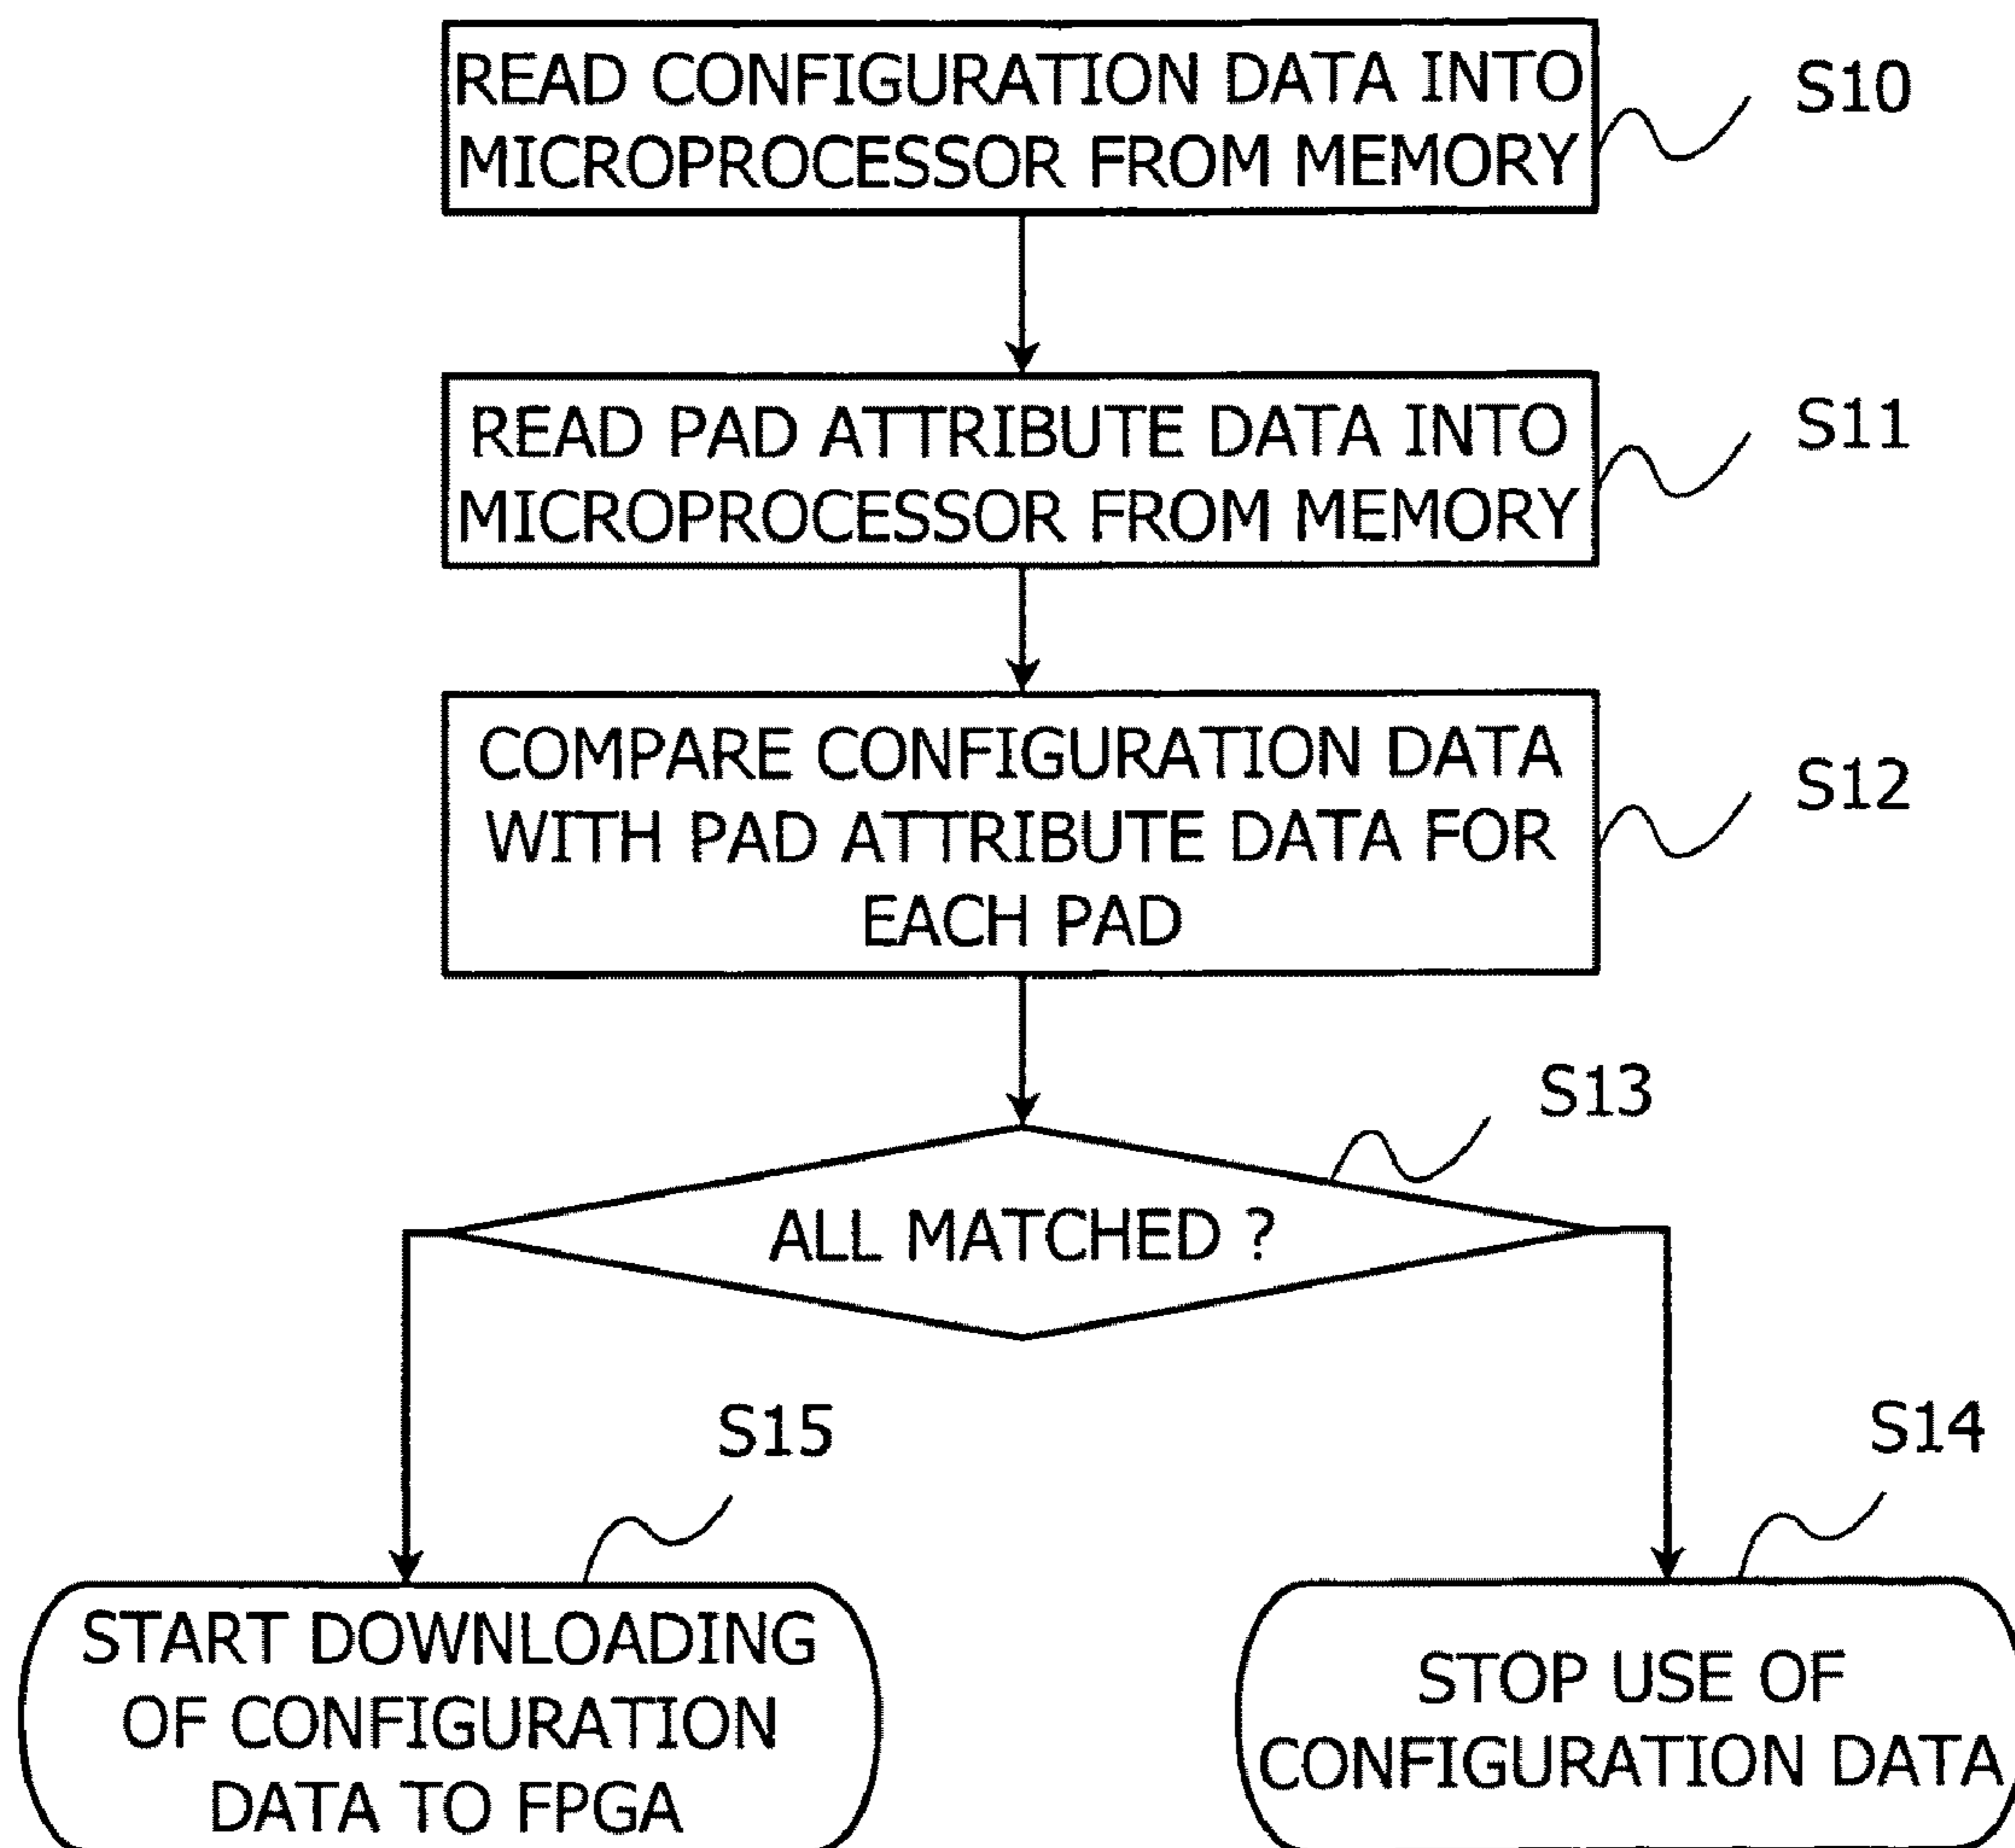 READ CONFIGURATION DATA INTO
MICROPROCESSOR FROM MEMORY
S10
READ PAD ATTRIBUTE DATA INTO
MICROPROCESSOR FROM MEMORY
S11
COMPARE CONFIGURATION DATA
WITH PAD ATTRIBUTE DATA FOR
EACH PAD
S12
S13
ALL MATCHED ?
S15
S14
START DOWNLOADING
OF CONFIGURATION
DATA TO FPGA
STOP USE OF
CONFIGURATION DATA